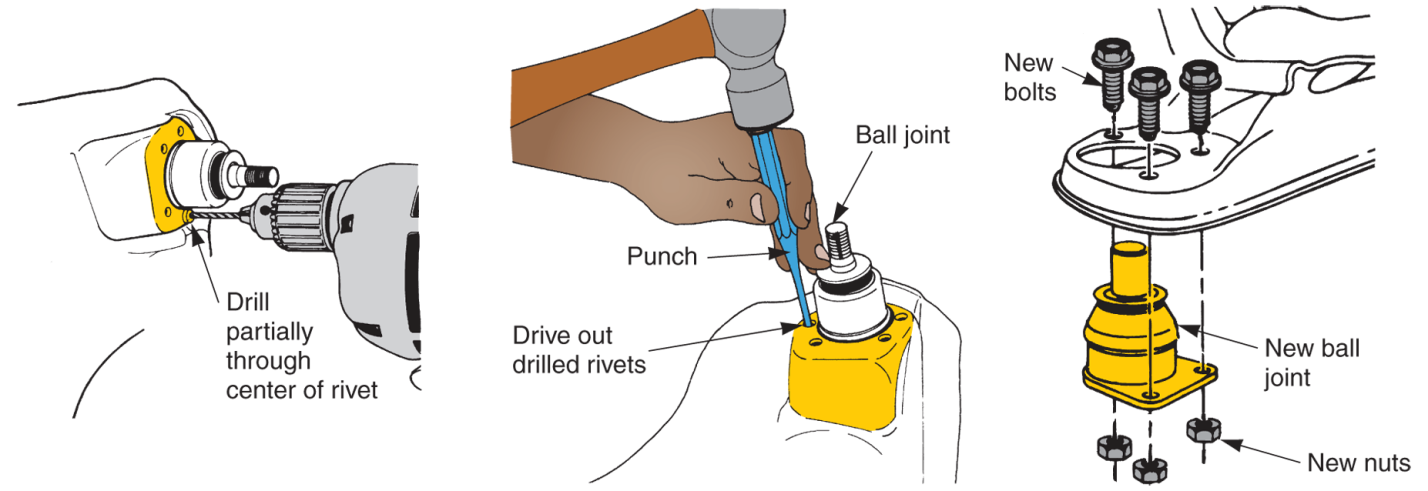 Drill
partially
through
center of rivet
Ball joint
Punch
Drive out
drilled rivets
New
bolts
New ball
joint
New nuts